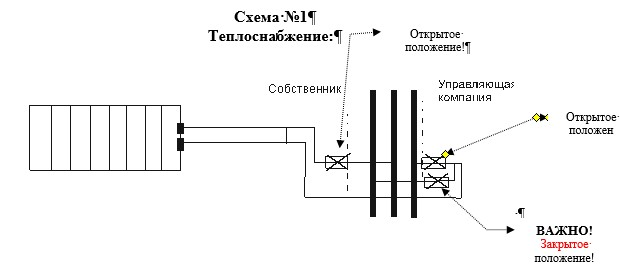 Схема·№1¶
Теплоснабжение:¶
Открытое·
положение!¶
Собственник
Управляющая
компания
Открытое·
положен
·¶
ВАЖНО!
Закрытое·
положение!